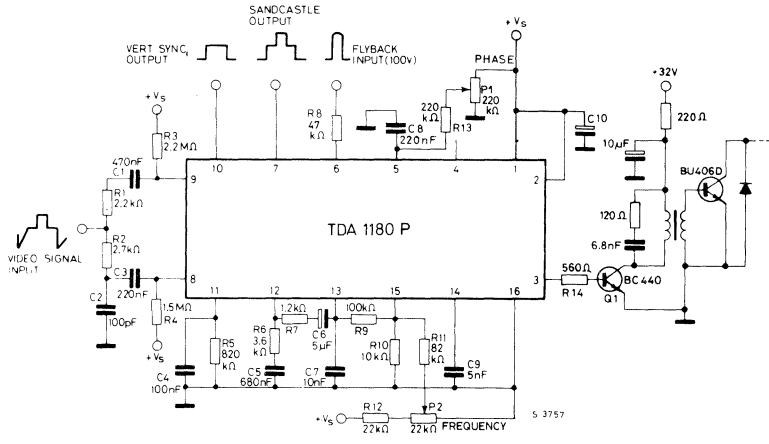 SANDCASTLE
OUTPUT
VERT SYNC
OUTPUT
FLYBACK
INPUT(100V)
+VS
PHASE
+32V
+VS
R3
2.2MΩ
R8
47
kΩ
C8
220nF
220
kΩ
R13
P1
220
kΩ
C10
220Ω
10µF
BU406D
470nF
C1
R1
2.2kΩ
9
10
7
6
5
4
1
2
TDA 1180 P
120Ω
6.8nF
VIDEO SIGNAL
INPUT
R2
2.7kΩ
C3
220nF
8
3
560Ω
R14
BC440
Q1
C2
100pF
1.5MΩ
R4
+VS
11
12
13
15
14
16
R5
820
kΩ
C4
100nF
R6
3.6
kΩ
C5
680nF
1.2kΩ
R7
C6
5µF
C7
10nF
100kΩ
R9
R10
10kΩ
R11
82
kΩ
C9
5nF
+VS
R12
22kΩ
P2
22kΩ
FREQUENCY
S 3757